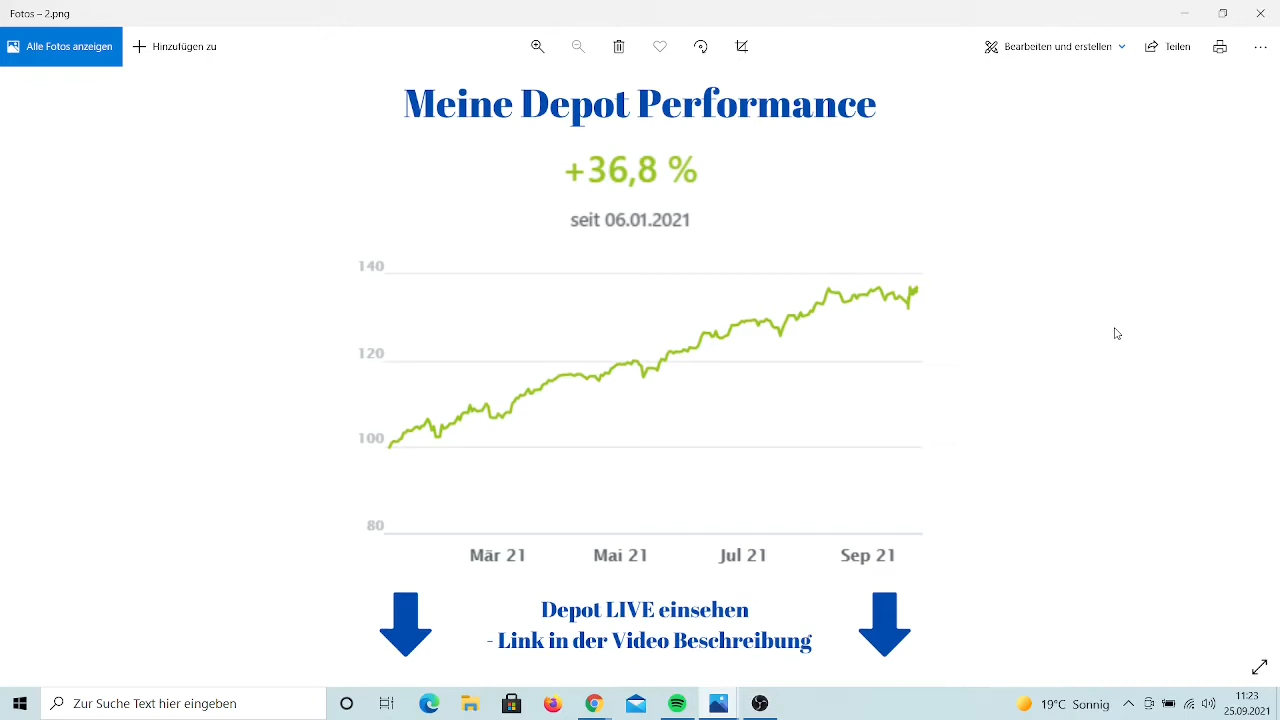 Fotos – 2.png
Alle Fotos anzeigen
Hinzufügen zu
Bearbeiten und erstellen
Teilen
Meine Depot Performance
+36,8 %
seit 06.01.2021
140
120
100
80
Mär 21
Mai 21
Jul 21
Sep 21
Depot LIVE einsehen
- Link in der Video Beschreibung
Zur Suche Text hier eingeben
19°C Sonnig
11:23
25.09.2021